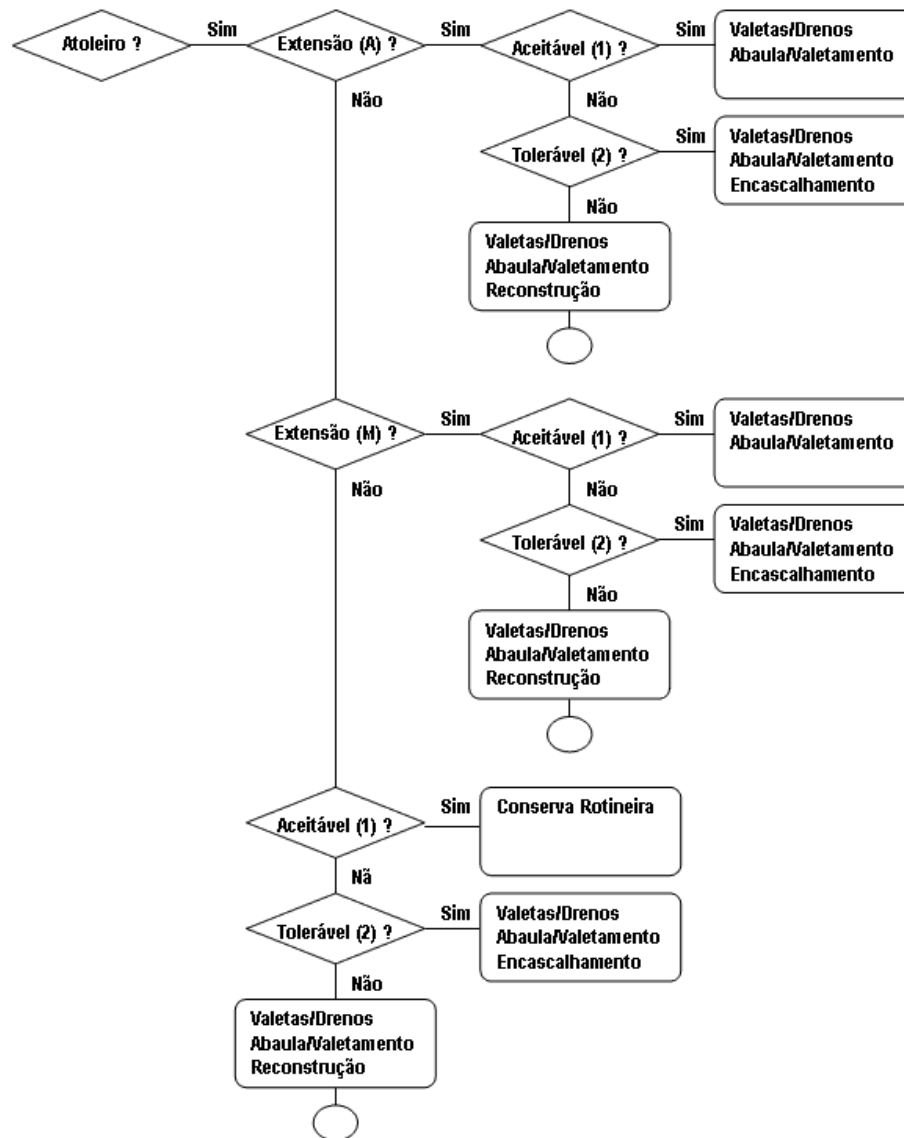 Atoleiro ?
Sim
Extensão (A) ?
Sim
Aceitável (1) ?
Sim
Valetas/Drenos
Abaula/Valetamento
Não
Não
Tolerável (2) ?
Sim
Valetas/Drenos
Abaula/Valetamento
Encascalhamento
Não
Valetas/Drenos
Abaula/Valetamento
Reconstrução
Extensão (M) ?
Sim
Aceitável (1) ?
Sim
Valetas/Drenos
Abaula/Valetamento
Não
Não
Tolerável (2) ?
Sim
Valetas/Drenos
Abaula/Valetamento
Encascalhamento
Não
Valetas/Drenos
Abaula/Valetamento
Reconstrução
Aceitável (1) ?
Sim
Conserva Rotineira
Nã
Tolerável (2) ?
Sim
Valetas/Drenos
Abaula/Valetamento
Encascalhamento
Não
Valetas/Drenos
Abaula/Valetamento
Reconstrução